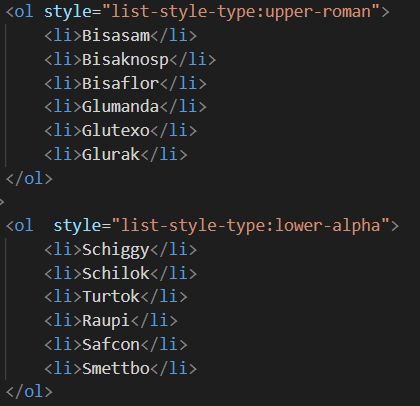 <ol style="list-style-type:upper-roman">
    <li>Bisasam</li>
    <li>Bisaknosp</li>
    <li>Bisaflor</li>
    <li>Glumanda</li>
    <li>Glutexo</li>
    <li>Glurak</li>
</ol>
>
<ol  style="list-style-type:lower-alpha">
    <li>Schiggy</li>
    <li>Schilok</li>
    <li>Turtok</li>
    <li>Raupi</li>
    <li>Safcon</li>
    <li>Smettbo</li>
</ol>